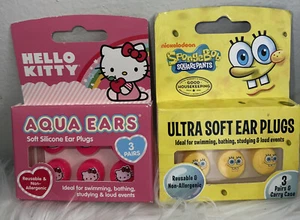 HELLO
KITTY
AQUA EARS
Soft Silicone Ear Plugs
3
PAIRS
Reusable &
Non-
Allergenic
Ideal for swimming, bathing,
studying & loud events
nickelodeon
SpongeBob
SQUAREPANTS
GOOD
HOUSEKEEPING
ULTRA SOFT EAR PLUGS
Ideal for swimming, bathing, studying & loud events
Reusable &
Non-Allergenic
3
Pairs &
Carry Case